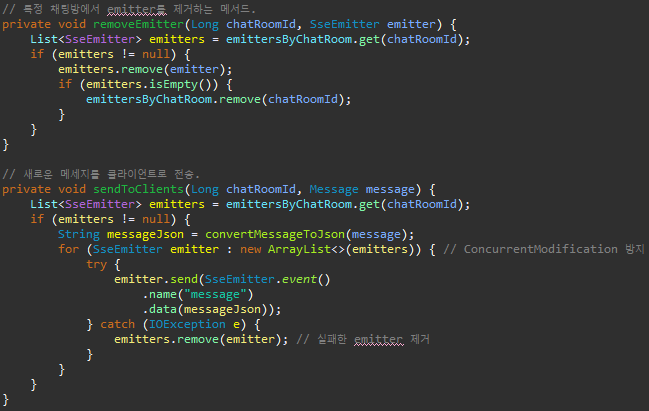 // 특정 채팅방에서 emitter를 제거하는 메서드.
private void removeEmitter(Long chatRoomId, SseEmitter emitter) {
    List<SseEmitter> emitters = emittersByChatRoom.get(chatRoomId);
    if (emitters != null) {
        emitters.remove(emitter);
        if (emitters.isEmpty()) {
            emittersByChatRoom.remove(chatRoomId);
        }
    }
}
// 새로운 메세지를 클라이언트로 전송.
private void sendToClients(Long chatRoomId, Message message) {
    List<SseEmitter> emitters = emittersByChatRoom.get(chatRoomId);
    if (emitters != null) {
        String messageJson = convertMessageToJson(message);
        for (SseEmitter emitter : new ArrayList<>(emitters)) { // ConcurrentModification 방지
            try {
                emitter.send(SseEmitter.event()
                    .name("message")
                    .data(messageJson));
            } catch (IOException e) {
                emitters.remove(emitter); // 실패한 emitter 제거
            }
        }
    }
}